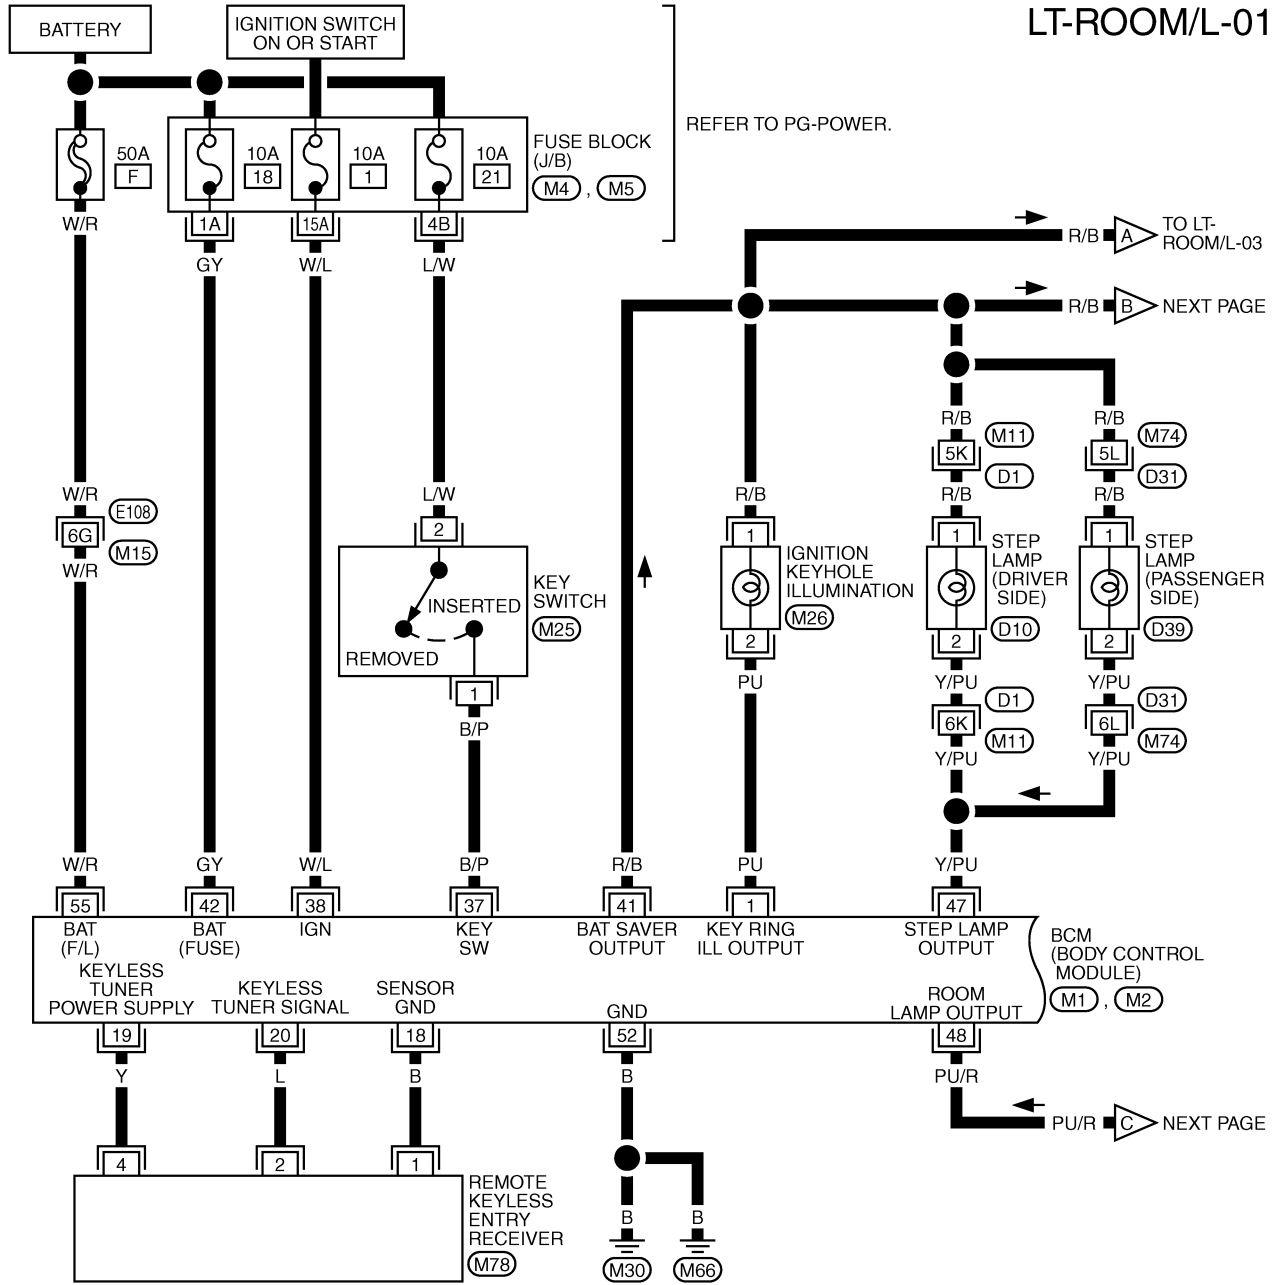 LT-ROOM/L-01
BATTERY
IGNITION SWITCH
ON OR START
REFER TO PG-POWER.
50A
F
10A
18
10A
1
10A
21
FUSE BLOCK
(J/B)
M4 , M5
W/R
1A
15A
4B
GY
W/L
L/W
R/B
A
TO LT-
ROOM/L-03
R/B
B
NEXT PAGE
R/B
M11
5K
D1
R/B
R/B
M74
5L
D31
R/B
W/R
E108
6G
M15
W/R
L/W
2
INSERTED
REMOVED
KEY
SWITCH
M25
1
B/P
R/B
1
IGNITION
KEYHOLE
ILLUMINATION
M26
2
PU
1
STEP
LAMP
(DRIVER
SIDE)
D10
2
Y/PU
D1
6K
M11
Y/PU
1
STEP
LAMP
(PASSENGER
SIDE)
D39
2
Y/PU
D31
6L
M74
Y/PU
W/R
GY
W/L
B/P
R/B
PU
Y/PU
55
42
38
37
41
1
47
BAT
(F/L)
BAT
(FUSE)
IGN
KEY
SW
BAT SAVER
OUTPUT
KEY RING
ILL OUTPUT
STEP LAMP
OUTPUT
BCM
(BODY CONTROL
MODULE)
M1 , M2
KEYLESS
TUNER
POWER SUPPLY
KEYLESS
TUNER SIGNAL
SENSOR
GND
GND
ROOM
LAMP OUTPUT
19
20
18
52
48
Y
L
B
B
PU/R
PU/R
C
NEXT PAGE
4
2
1
REMOTE
KEYLESS
ENTRY
RECEIVER
M78
B
B
M30
M66